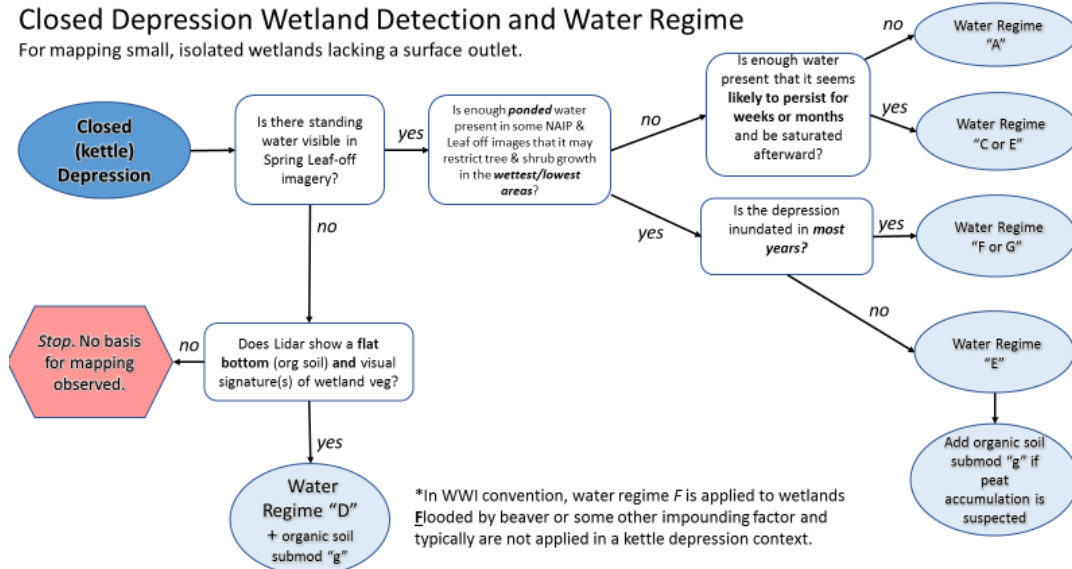 Closed Depression Wetland Detection and Water Regime
For mapping small, isolated wetlands lacking a surface outlet.
Closed
(kettle)
Depression
Is there standing
water visible in
Spring Leaf-off
imagery?
yes
Is enough ponded water
present in some NAIP &
Leaf off images that it may
restrict tree & shrub growth
in the wettest/lowest
areas?
no
Is enough water
present that it seems
likely to persist for
weeks or months
and be saturated
afterward?
no
Water Regime
"A"
yes
Water Regime
"C or E"
yes
Is the depression
inundated in most
years?
yes
Water Regime
"F or G"
no
Water Regime
"E"
Add organic soil
submod "g" if
peat
accumulation is
suspected
no
Does Lidar show a flat
bottom (org soil) and visual
signature(s) of wetland veg?
no
Stop. No basis
for mapping
observed.
yes
Water
Regime "D"
+ organic soil
submod "g"
*In WWI convention, water regime F is applied to wetlands
Flooded by beaver or some other impounding factor and
typically are not applied in a kettle depression context.